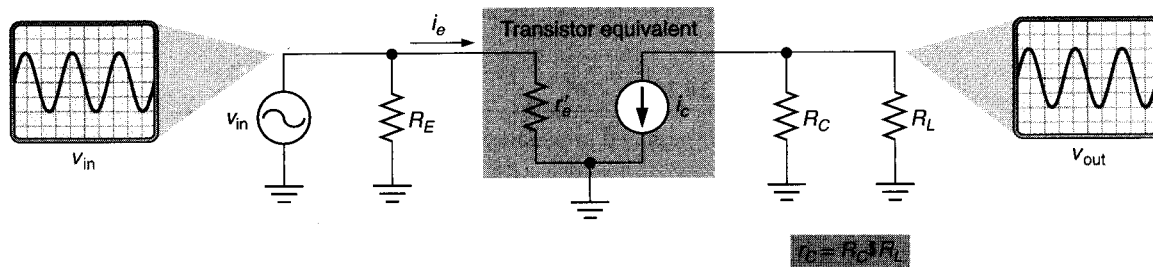 i_e
Transistor equivalent
v_in
R_E
r'_e
i_c
R_C
R_L
v_in
v_out
r_C = R_C ∥ R_L